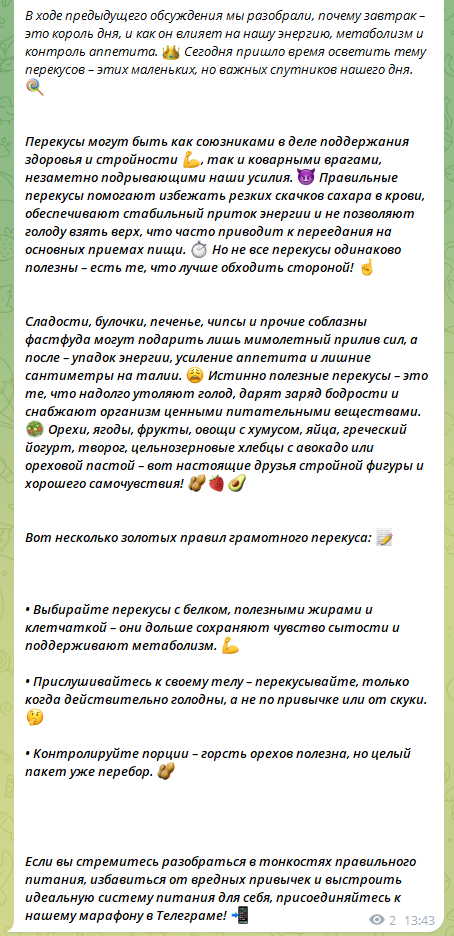 В ходе предыдущего обсуждения мы разобрали, почему завтрак –
это король дня, и как он влияет на нашу энергию, метаболизм и
контроль аппетита. 👑 Сегодня пришло время осветить тему
перекусов – этих маленьких, но важных спутников нашего дня.
🍭
Перекусы могут быть как союзниками в деле поддержания
здоровья и стройности 💪, так и коварными врагами,
незаметно подрывающими наши усилия. 😈 Правильные
перекусы помогают избежать резких скачков сахара в крови,
обеспечивают стабильный приток энергии и не позволяют
голоду взять верх, что часто приводит к переедания на
основных приемах пищи. ⏱ Но не все перекусы одинаково
полезны – есть те, что лучше обходить стороной! ☝
Сладости, булочки, печенье, чипсы и прочие соблазны
фастфуда могут подарить лишь мимолетный прилив сил, а
после – упадок энергии, усиление аппетита и лишние
сантиметры на талии. 😩 Истинно полезные перекусы – это
те, что надолго утоляют голод, дарят заряд бодрости и
снабжают организм ценными питательными веществами.
🥗 Орехи, ягоды, фрукты, овощи с хумусом, яйца, греческий
йогурт, творог, цельнозерновые хлебцы с авокадо или
ореховой пастой – вот настоящие друзья стройной фигуры и
хорошего самочувствия! 🥜🍓🥑
Вот несколько золотых правил грамотного перекуса: 📝
• Выбирайте перекусы с белком, полезными жирами и
клетчаткой – они дольше сохраняют чувство сытости и
поддерживают метаболизм. 💪
• Прислушивайтесь к своему телу – перекусывайте, только
когда действительно голодны, а не по привычке или от скуки.
🤔
• Контролируйте порции – горсть орехов полезна, но целый
пакет уже перебор. 🥜
Если вы стремитесь разобраться в тонкостях правильного
питания, избавиться от вредных привычек и выстроить
идеальную систему питания для себя, присоединяйтесь к
нашему марафону в Телеграме! 📲
2 13:43